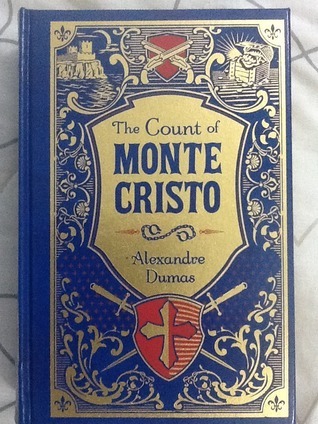 The Count of
MONTE
CRISTO
Alexandre
Dumas